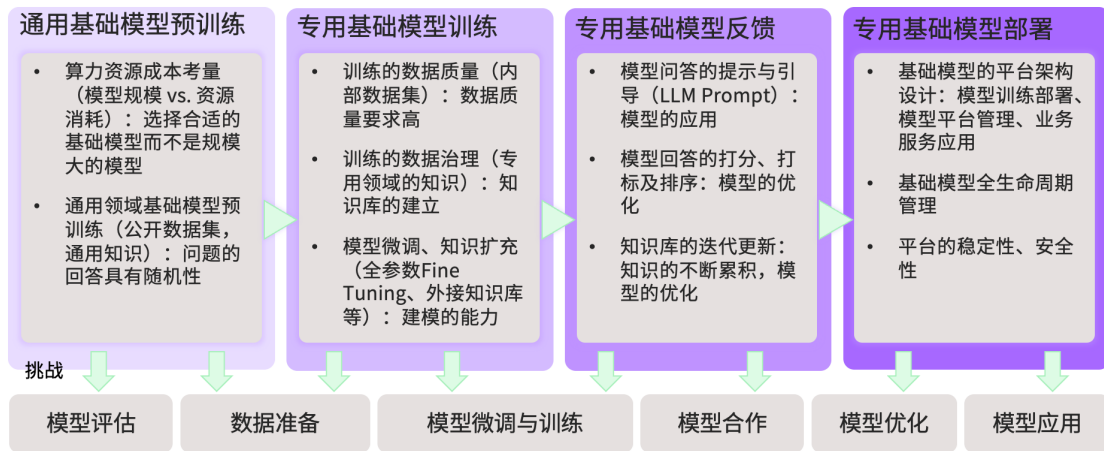 通用基础模型预训练
• 算力资源成本考量
（模型规模 vs. 资源
消耗）：选择合适的
基础模型而不是规模
大的模型
• 通用领域基础模型预
训练（公开数据集，
通用知识）：问题的
回答具有随机性
专用基础模型训练
• 训练的数据质量（内
部数据集）：数据质
量要求高
• 训练的数据治理（专
用领域的知识）：知
识库的建立
• 模型微调、知识扩充
（全参数Fine
Tuning、外接知识库
等）：建模的能力
专用基础模型反馈
• 模型问答的提示与引
导（LLM Prompt）：
模型的应用
• 模型回答的打分、打
标及排序：模型的优
化
• 知识库的迭代更新：
知识的不断累积，模
型的优化
专用基础模型部署
• 基础模型的平台架构
设计：模型训练部署、
模型平台管理、业务
服务应用
• 基础模型全生命周期
管理
• 平台的稳定性、安全
性
挑战
模型评估
数据准备
模型微调与训练
模型合作
模型优化
模型应用